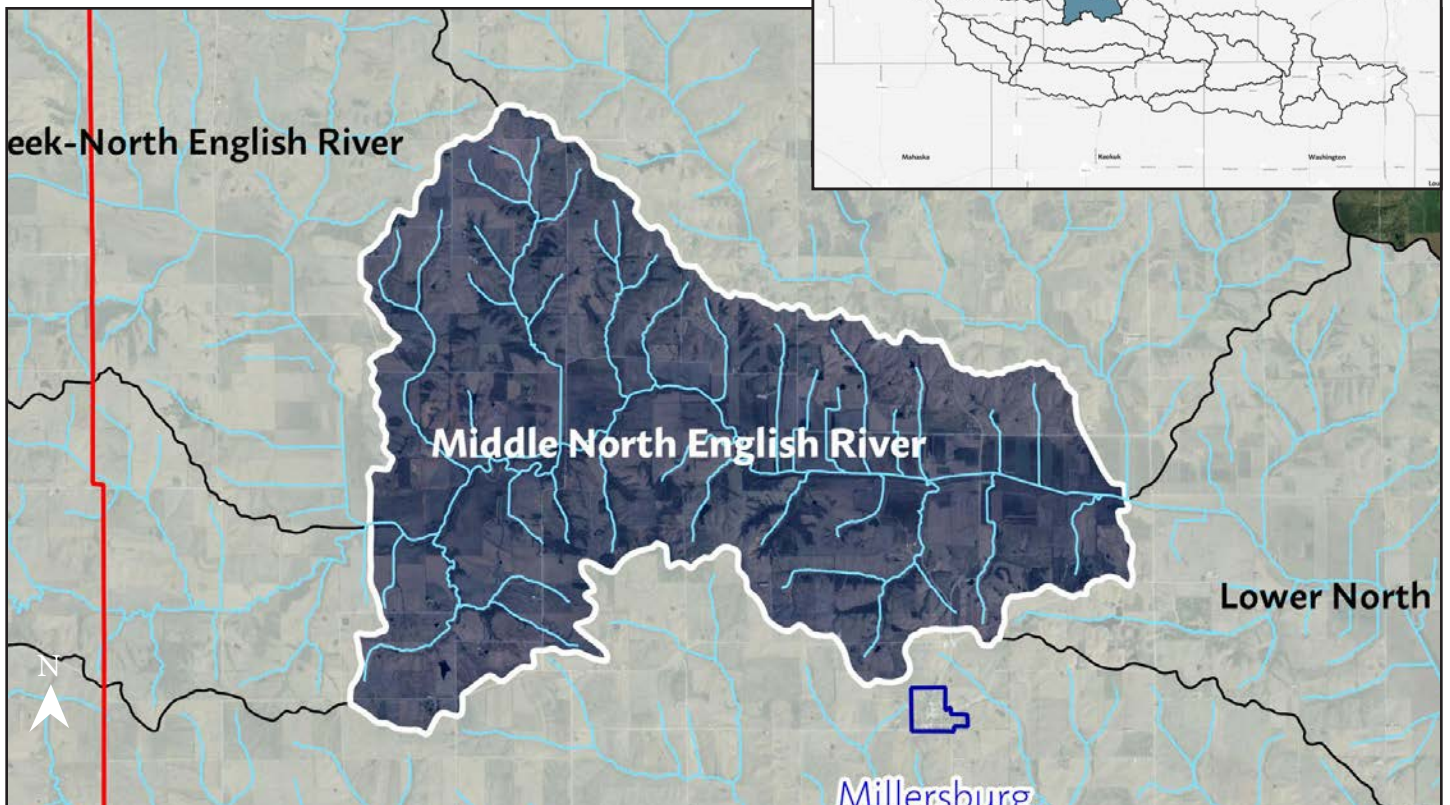 Mahaska
Keokuk
Washington
eek-North English River
Middle North English River
Lower North
N
Millersburg